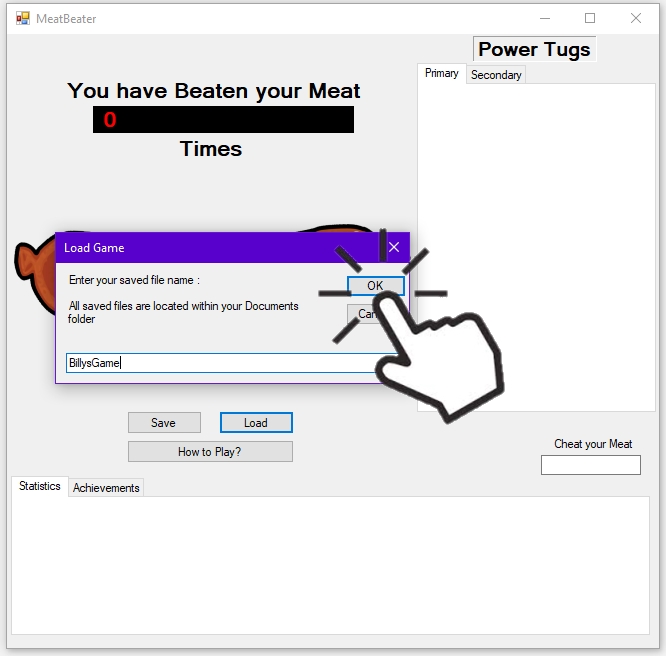 MeatBeater
Power Tugs
Primary
Secondary
You have Beaten your Meat
0
Times
Load Game
Enter your saved file name :
OK
All saved files are located within your Documents
folder
BillysGame
Save
Load
How to Play?
Cheat your Meat
Statistics
Achievements